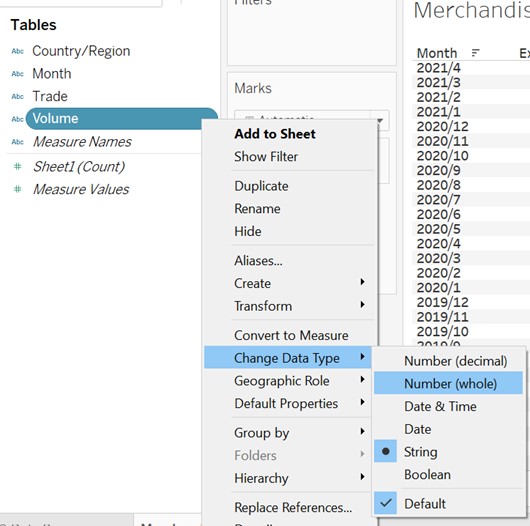 Filters
Merchandis
Tables
Abc Country/Region
Abc Month
Abc Trade
Abc Volume
Abc Measure Names
# Sheet1 (Count)
# Measure Values
Marks
Automatic
Add to Sheet
Show Filter
Duplicate
Rename
Hide
Aliases...
Create
Transform
Convert to Measure
Change Data Type
Geographic Role
Default Properties
Group by
Folders
Hierarchy
Replace References...
Number (decimal)
Number (whole)
Date & Time
Date
String
Boolean
Default
Month Ex
2021/4
2021/3
2021/2
2021/1
2020/12
2020/11
2020/10
2020/9
2020/8
2020/7
2020/6
2020/5
2020/4
2020/3
2020/2
2020/1
2019/12
2019/11
2019/10
2019/9